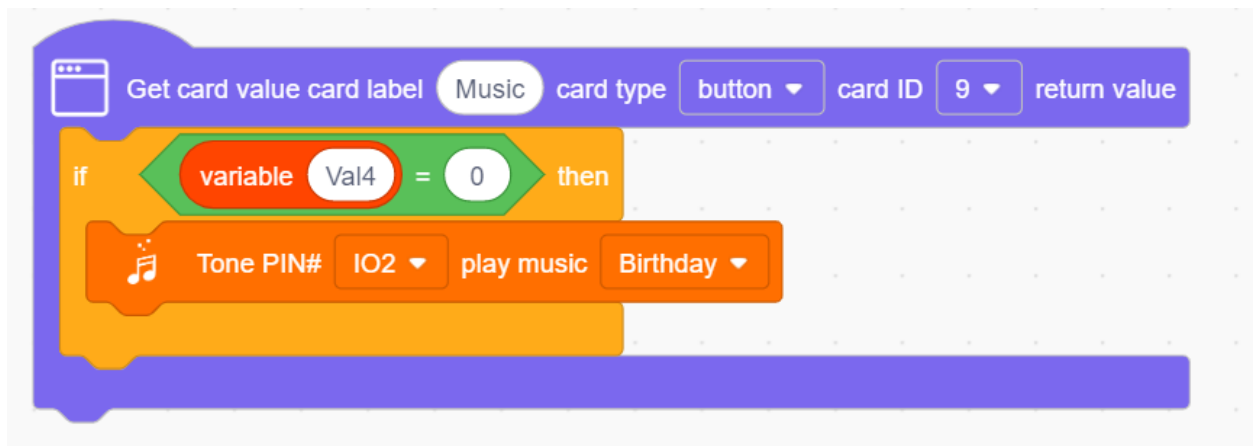 Get card value card label Music card type button card ID 9 return value
if variable Val4 = 0 then
Tone PIN# IO2 play music Birthday